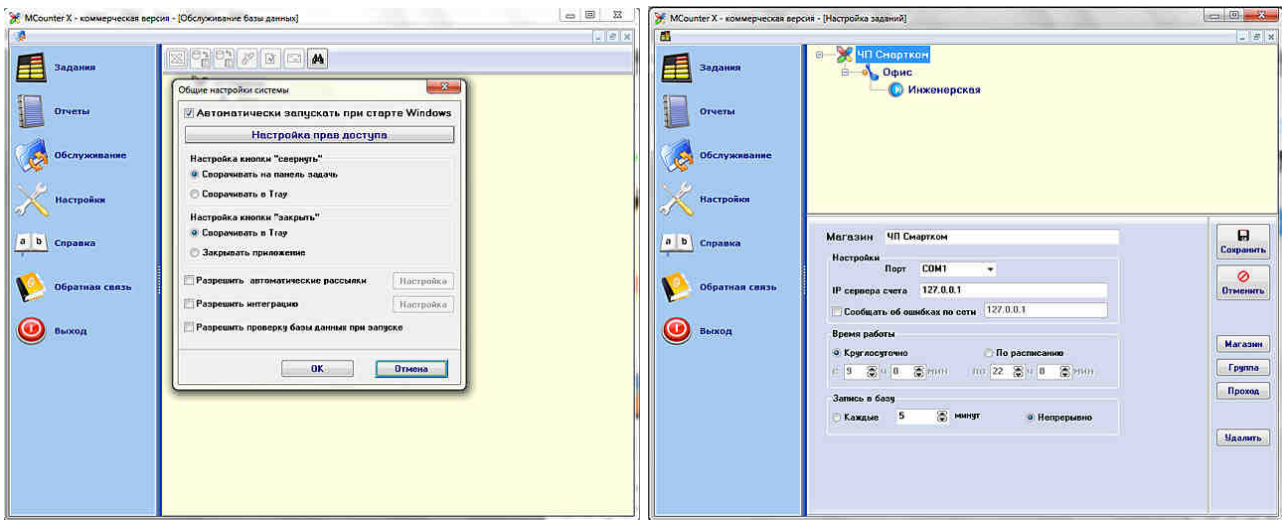 MCounter X - коммерческая версия - [Обслуживание базы данных]
Задания
Отчеты
Обслуживание
Настройки
a b Справка
Обратная связь
Выход
Общие настройки системы
Автоматически запускать при старте Windows
Настройка прав доступа
Настройка кнопки "свернуть"
Сворачивать на панель задачь
Сворачивать в Tray
Настройка кнопки "закрыть"
Сворачивать в Tray
Закрывать приложение
Разрешить автоматические рассылки Настройка
Разрешить интеграцию Настройка
Разрешить проверку базы данных при запуске
OK Отмена
MCounter X - коммерческая версия - [Настройка заданий]
Задания
Отчеты
Обслуживание
Настройки
a b Справка
Обратная связь
Выход
ЧП Смартком
Офис
Инженерская
Магазин ЧП Смартком
Настройки
Порт COM1
IP сервера счета 127.0.0.1
Сообщать об ошибках по сети 127.0.0.1
Время работы
Круглосуточно По расписанию
с 9 ч 0 мин по 22 ч 0 мин
Запись в базу
Каждые 5 минут Непрерывно
Сохранить
Отменить
Магазин
Группа
Проход
Удалить